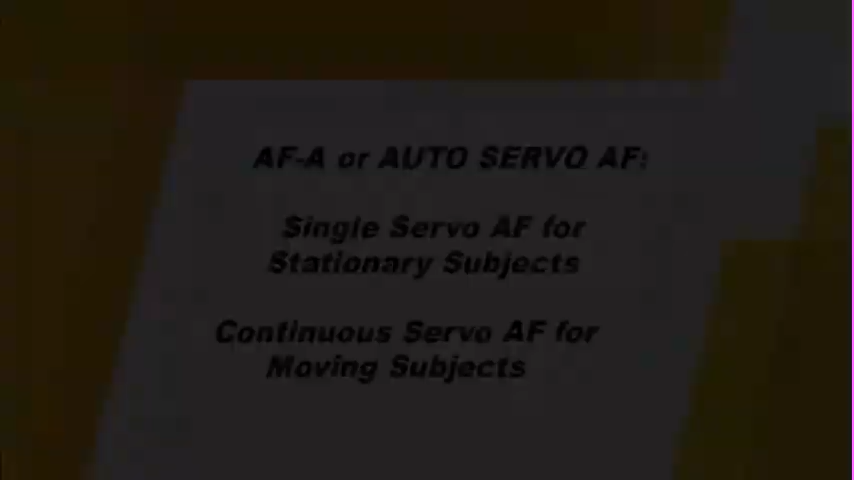 AF-A or AUTO SERVO AF:
Single Servo AF for
Stationary Subjects
Continuous Servo AF for
Moving Subjects